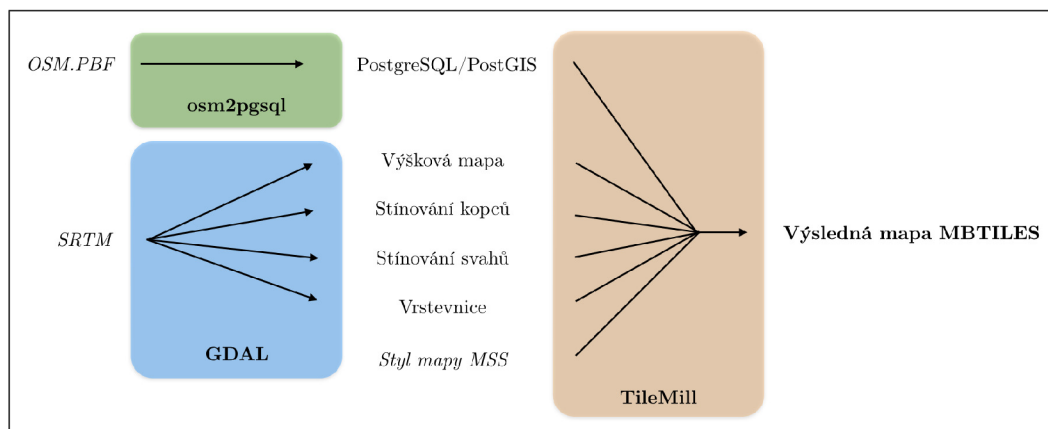 OSM.PBF
osm2pgsql
PostgreSQL/PostGIS
SRTM
GDAL
Výšková mapa
Stínování kopců
Stínování svahů
Vrstevnice
Styl mapy MSS
TileMill
Výsledná mapa MBTILES